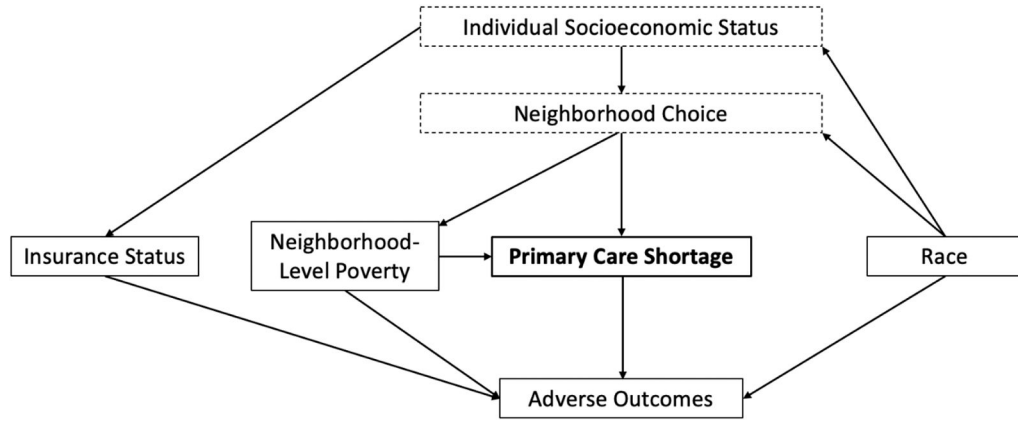 Individual Socioeconomic Status
Neighborhood Choice
Insurance Status
Neighborhood-
Level Poverty
Primary Care Shortage
Race
Adverse Outcomes